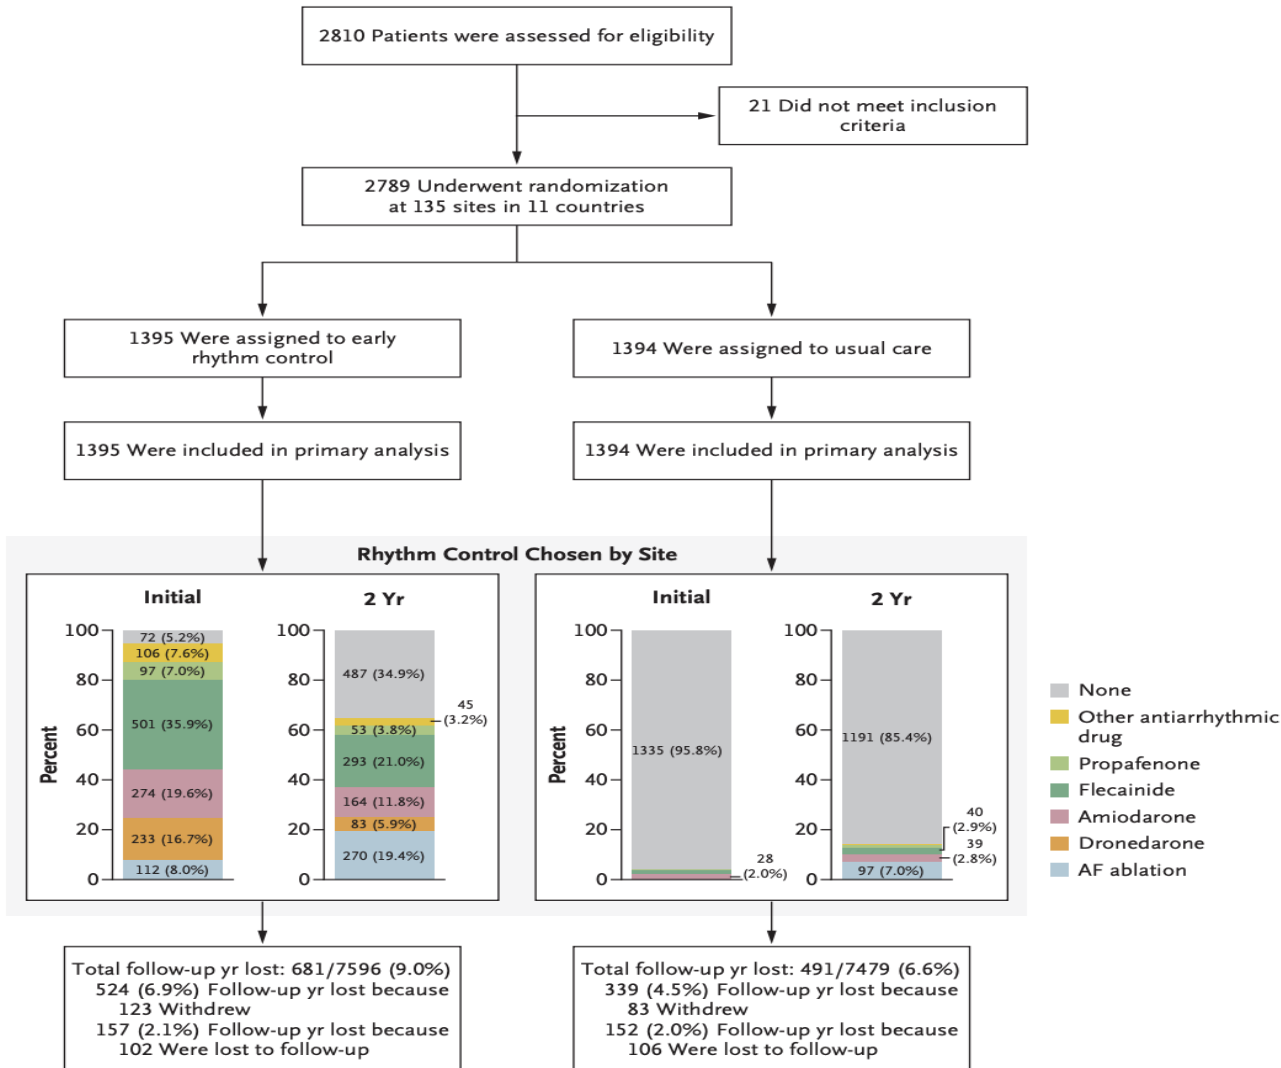 2810 Patients were assessed for eligibility
21 Did not meet inclusion
criteria
2789 Underwent randomization
at 135 sites in 11 countries
1395 Were assigned to early
rhythm control
1394 Were assigned to usual care
1395 Were included in primary analysis
1394 Were included in primary analysis
Rhythm Control Chosen by Site
Initial
Percent
100
80
60
40
20
0
72 (5.2%)
106 (7.6%)
97 (7.0%)
501 (35.9%)
274 (19.6%)
233 (16.7%)
112 (8.0%)
2 Yr
100
80
60
40
20
0
487 (34.9%)
45
(3.2%)
53 (3.8%)
293 (21.0%)
164 (11.8%)
83 (5.9%)
270 (19.4%)
Initial
Percent
100
80
60
40
20
0
1335 (95.8%)
28
(2.0%)
2 Yr
100
80
60
40
20
0
1191 (85.4%)
40
(2.9%)
39
(2.8%)
97 (7.0%)
None
Other antiarrhythmic
drug
Propafenone
Flecainide
Amiodarone
Dronedarone
AF ablation
Total follow-up yr lost: 681/7596 (9.0%)
524 (6.9%) Follow-up yr lost because
123 Withdrew
157 (2.1%) Follow-up yr lost because
102 Were lost to follow-up
Total follow-up yr lost: 491/7479 (6.6%)
339 (4.5%) Follow-up yr lost because
83 Withdrew
152 (2.0%) Follow-up yr lost because
106 Were lost to follow-up